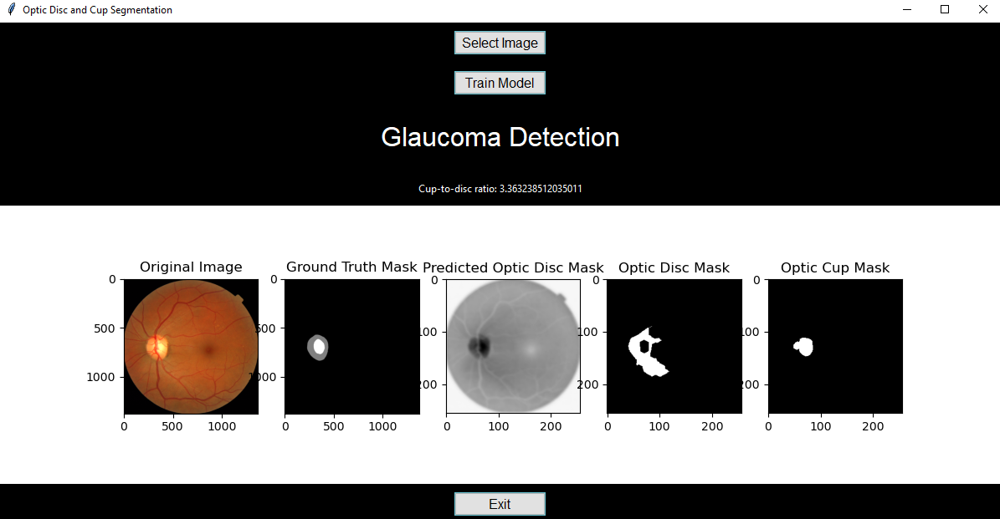 Optic Disc and Cup Segmentation
Select Image
Train Model
Glaucoma Detection
Cup-to-disc ratio: 3.363238512035011
Original Image
0
500
1000
0 500 1000
Ground Truth Mask
0
500
1000
0 500 1000
Predicted Optic Disc Mask
0
100
200
0 100 200
Optic Disc Mask
0
100
200
0 100 200
Optic Cup Mask
0
100
200
0 100 200
Exit